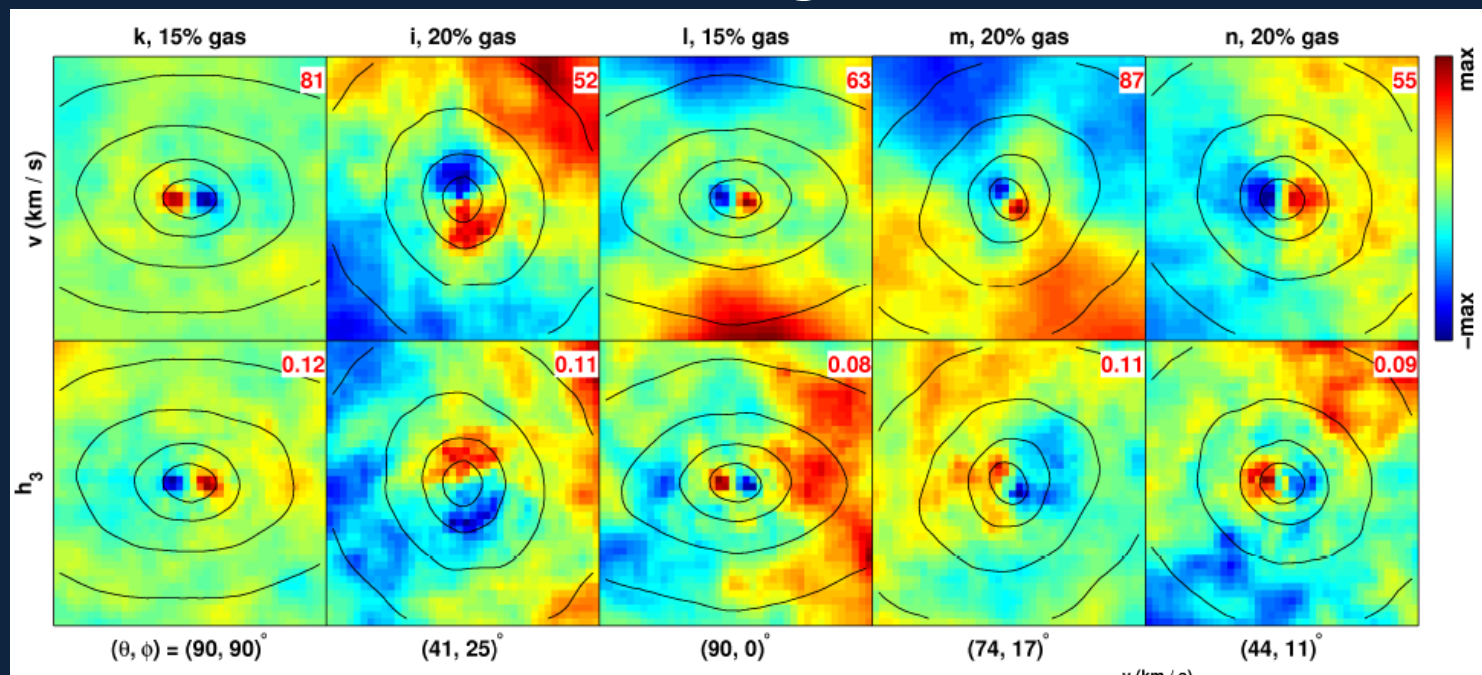 k, 15% gas
i, 20% gas
l, 15% gas
m, 20% gas
n, 20% gas
v (km / s)
81
52
63
87
55
max
−max
h3
0.12
0.11
0.08
0.11
0.09
(θ, ϕ) = (90, 90)°
(41, 25)°
(90, 0)°
(74, 17)°
(44, 11)°